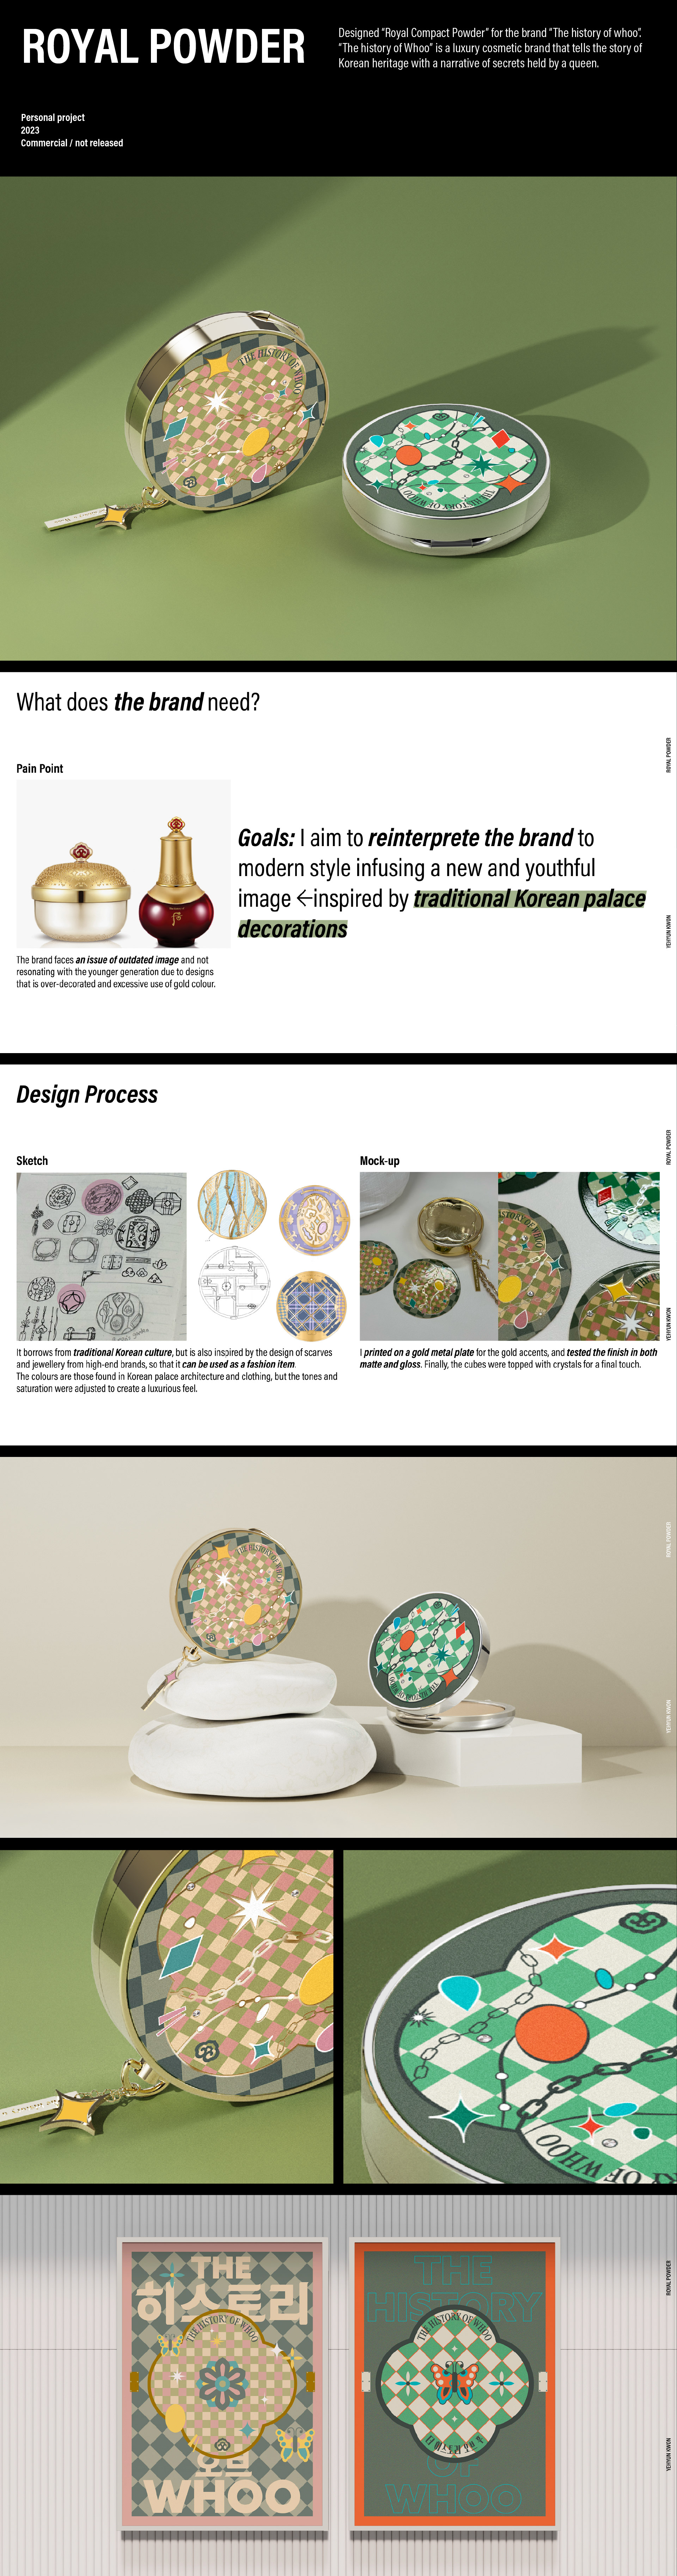 ROYAL POWDER
Designed "Royal Compact Powder" for the brand "The history of whoo".
"The history of Whoo" is a luxury cosmetic brand that tells the story of
Korean heritage with a narrative of secrets held by a queen.
Personal project
2023
Commercial / not released
THE HISTORY OF WHOO
THE HISTORY OF WHOO
What does the brand need?
ROYAL POWDER
Pain Point
Goals: I aim to reinterprete the brand to
modern style infusing a new and youthful
image ←inspired by traditional Korean palace
decorations
YEHYUN KWON
The brand faces an issue of outdated image and not
resonating with the younger generation due to designs
that is over-decorated and excessive use of gold colour.
Design Process
ROYAL POWDER
Sketch
Mock-up
STORY OF WHOO
YEHYUN KWON
It borrows from traditional Korean culture, but is also inspired by the design of scarves
and jewellery from high-end brands, so that it can be used as a fashion item.
The colours are those found in Korean palace architecture and clothing, but the tones and
saturation were adjusted to create a luxurious feel.
I printed on a gold metal plate for the gold accents, and tested the finish in both
matte and gloss. Finally, the cubes were topped with crystals for a final touch.
ROYAL POWDER
THE HISTORY OF WHOO
YEHYUN KWON
OF WHOO
ROYAL POWDER
THE
히스토리
THE HISTORY OF WHOO
오브
WHOO
THE
HISTORY
THE HISTORY OF WHOO
OF
WHOO
YEHYUN KWON